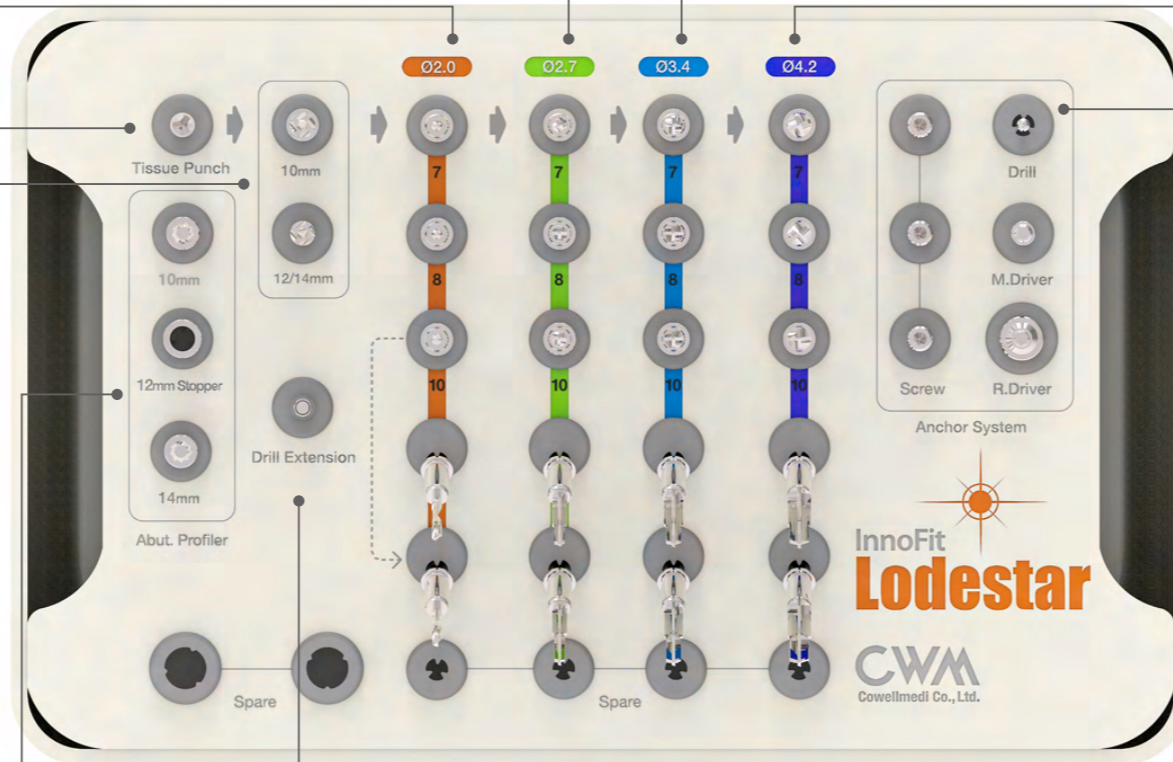 Ø2.0
Ø2.7
Ø3.4
Ø4.2
Tissue Punch
10mm
12/14mm
7
7
7
7
8
8
8
8
10
10
10
10
10mm
12mm Stopper
14mm
Abut. Profiler
Drill Extension
Drill
M.Driver
Screw
R.Driver
Anchor System
InnoFit
Lodestar
CWM
Cowellmedi Co., Ltd.
Spare
Spare